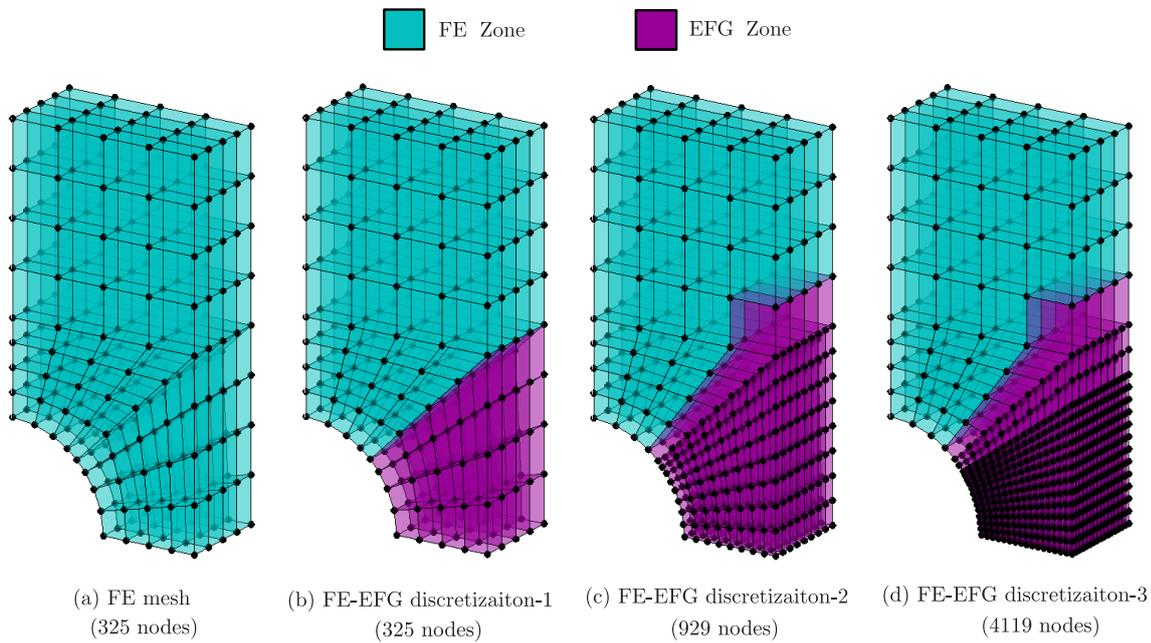 FE Zone
EFG Zone
(a) FE mesh
(325 nodes)
(b) FE-EFG discretizaiton-1
(325 nodes)
(c) FE-EFG discretizaiton-2
(929 nodes)
(d) FE-EFG discretizaiton-3
(4119 nodes)